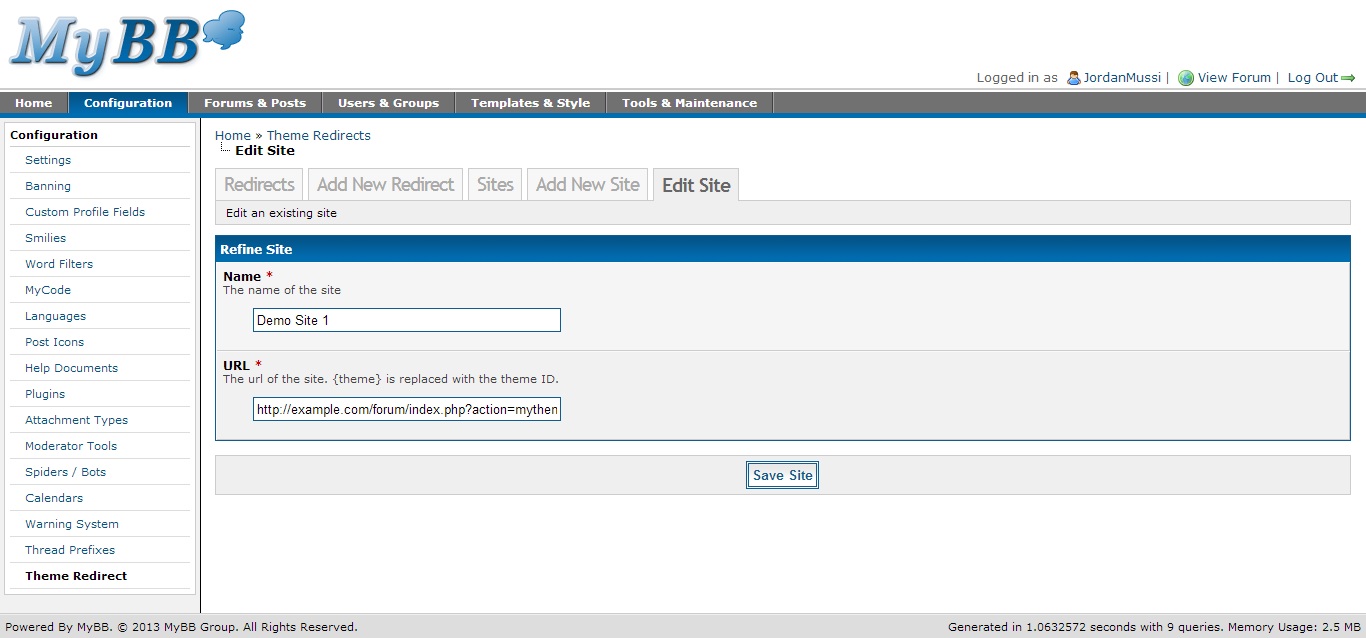 MyBB
Logged in as JordanMussi | View Forum | Log Out
Home Configuration Forums & Posts Users & Groups Templates & Style Tools & Maintenance
Configuration
Settings
Banning
Custom Profile Fields
Smilies
Word Filters
MyCode
Languages
Post Icons
Help Documents
Plugins
Attachment Types
Moderator Tools
Spiders / Bots
Calendars
Warning System
Thread Prefixes
Theme Redirect
Home » Theme Redirects
Edit Site
Redirects Add New Redirect Sites Add New Site Edit Site
Edit an existing site
Refine Site
Name *
The name of the site
Demo Site 1
URL *
The url of the site. {theme} is replaced with the theme ID.
http://example.com/forum/index.php?action=mythen
Save Site
Powered By MyBB. © 2013 MyBB Group. All Rights Reserved.
Generated in 1.0632572 seconds with 9 queries. Memory Usage: 2.5 MB